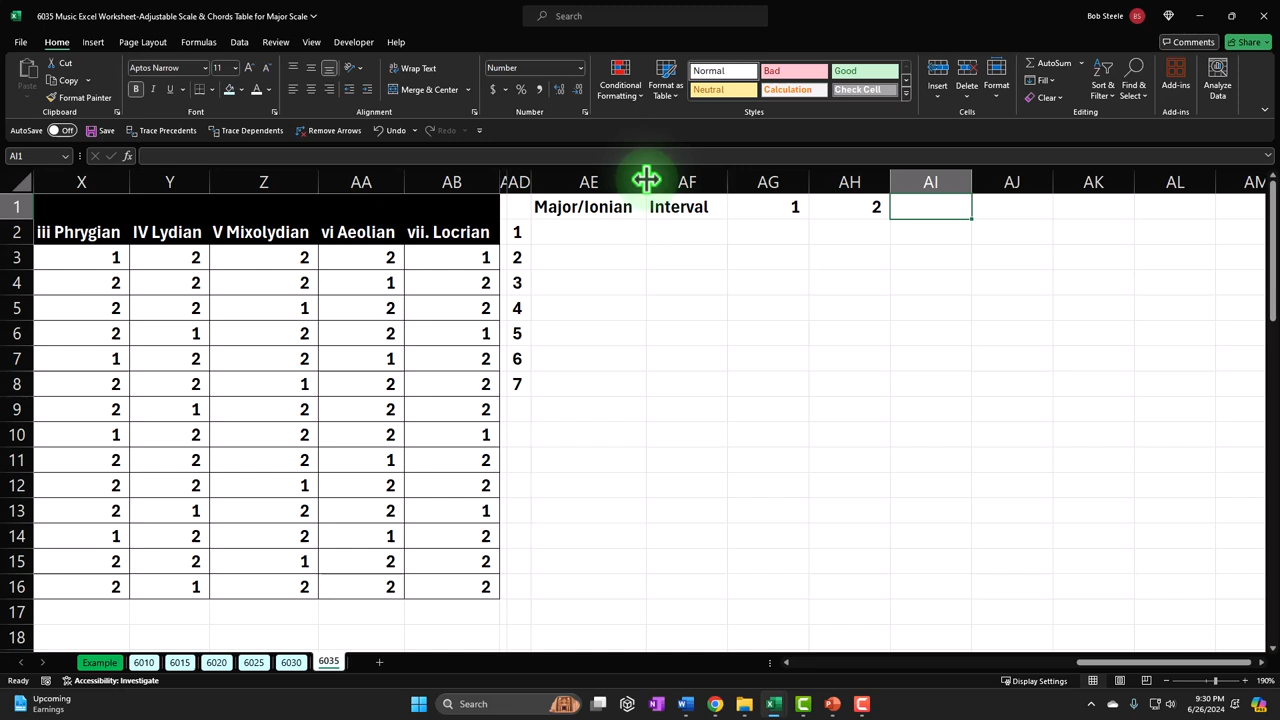 6035 Music Excel Worksheet-Adjustable Scale & Chords Table for Major Scale
Search
Bob Steele
BS
File Home Insert Draw Page Layout Formulas Data Review View Developer Help
Comments
Share
Paste
Cut
Copy
Format Painter
Clipboard
Aptos Narrow
11
Font
Wrap Text
Merge & Center
Alignment
Number
Number
Conditional Formatting
Format as Table
Normal Bad Good
Neutral Calculation Check Cell
Styles
Insert Delete Format
Cells
AutoSum
Fill
Clear
Sort & Filter
Find & Select
Editing
Add-ins
Add-ins
Analyze Data
AutoSave Off Save Trace Precedents Trace Dependents Remove Arrows Undo Redo
AI1
X Y Z AA AB A AD AE AF AG AH AI AJ AK AL AM
1 Major/Ionian Interval 1 2
2 iii Phrygian IV Lydian V Mixolydian vi Aeolian vii. Locrian 1
3 1 2 2 2 1 2
4 2 2 2 1 2 3
5 2 2 1 2 2 4
6 2 1 2 2 1 5
7 1 2 2 1 2 6
8 2 2 1 2 2 7
9 2 1 2 2 2
10 1 2 2 2 1
11 2 2 2 1 2
12 2 2 1 2 2
13 2 1 2 2 1
14 1 2 2 1 2
15 2 2 1 2 2
16 2 1 2 2 2
17
18
Example 6010 6015 6020 6025 6030 6035
Ready Accessibility: Investigate Display Settings 190%
Upcoming
Earnings
Search
9:30 PM
6/26/2024